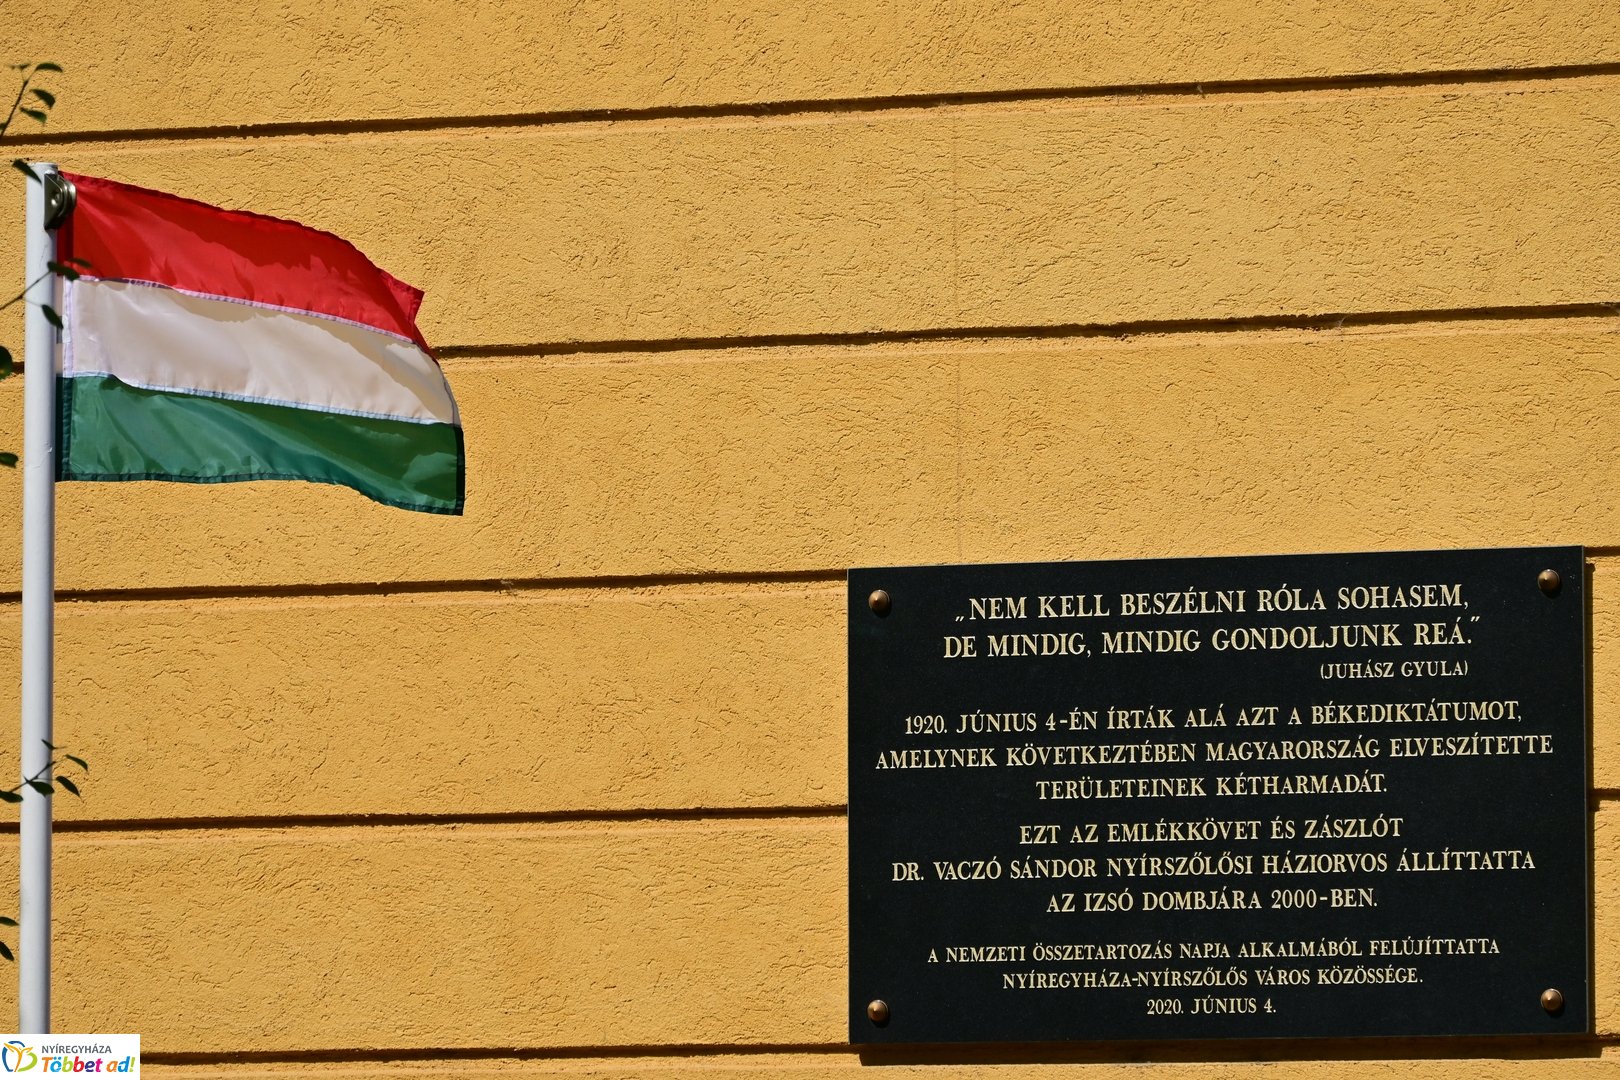 „NEM KELL BESZÉLNI RÓLA SOHASEM,
DE MINDIG, MINDIG GONDOLJUNK REÁ.”
(JUHÁSZ GYULA)
1920. JÚNIUS 4-ÉN ÍRTÁK ALÁ AZT A BÉKEDIKTÁTUMOT,
AMELYNEK KÖVETKEZTÉBEN MAGYARORSZÁG ELVESZÍTETTE
TERÜLETEINEK KÉTHARMADÁT.
EZT AZ EMLÉKKÖVET ÉS ZÁSZLÓT
DR. VACZÓ SÁNDOR NYÍRSZŐLŐSI HÁZIORVOS ÁLLÍTTATTA
AZ IZSÓ DOMBJÁRA 2000-BEN.
A NEMZETI ÖSSZETARTOZÁS NAPJA ALKALMÁBÓL FELÚJÍTTATTA
NYÍREGYHÁZA-NYÍRSZŐLŐS VÁROS KÖZÖSSÉGE.
2020. JÚNIUS 4.
NYÍREGYHÁZA
Többet ad!